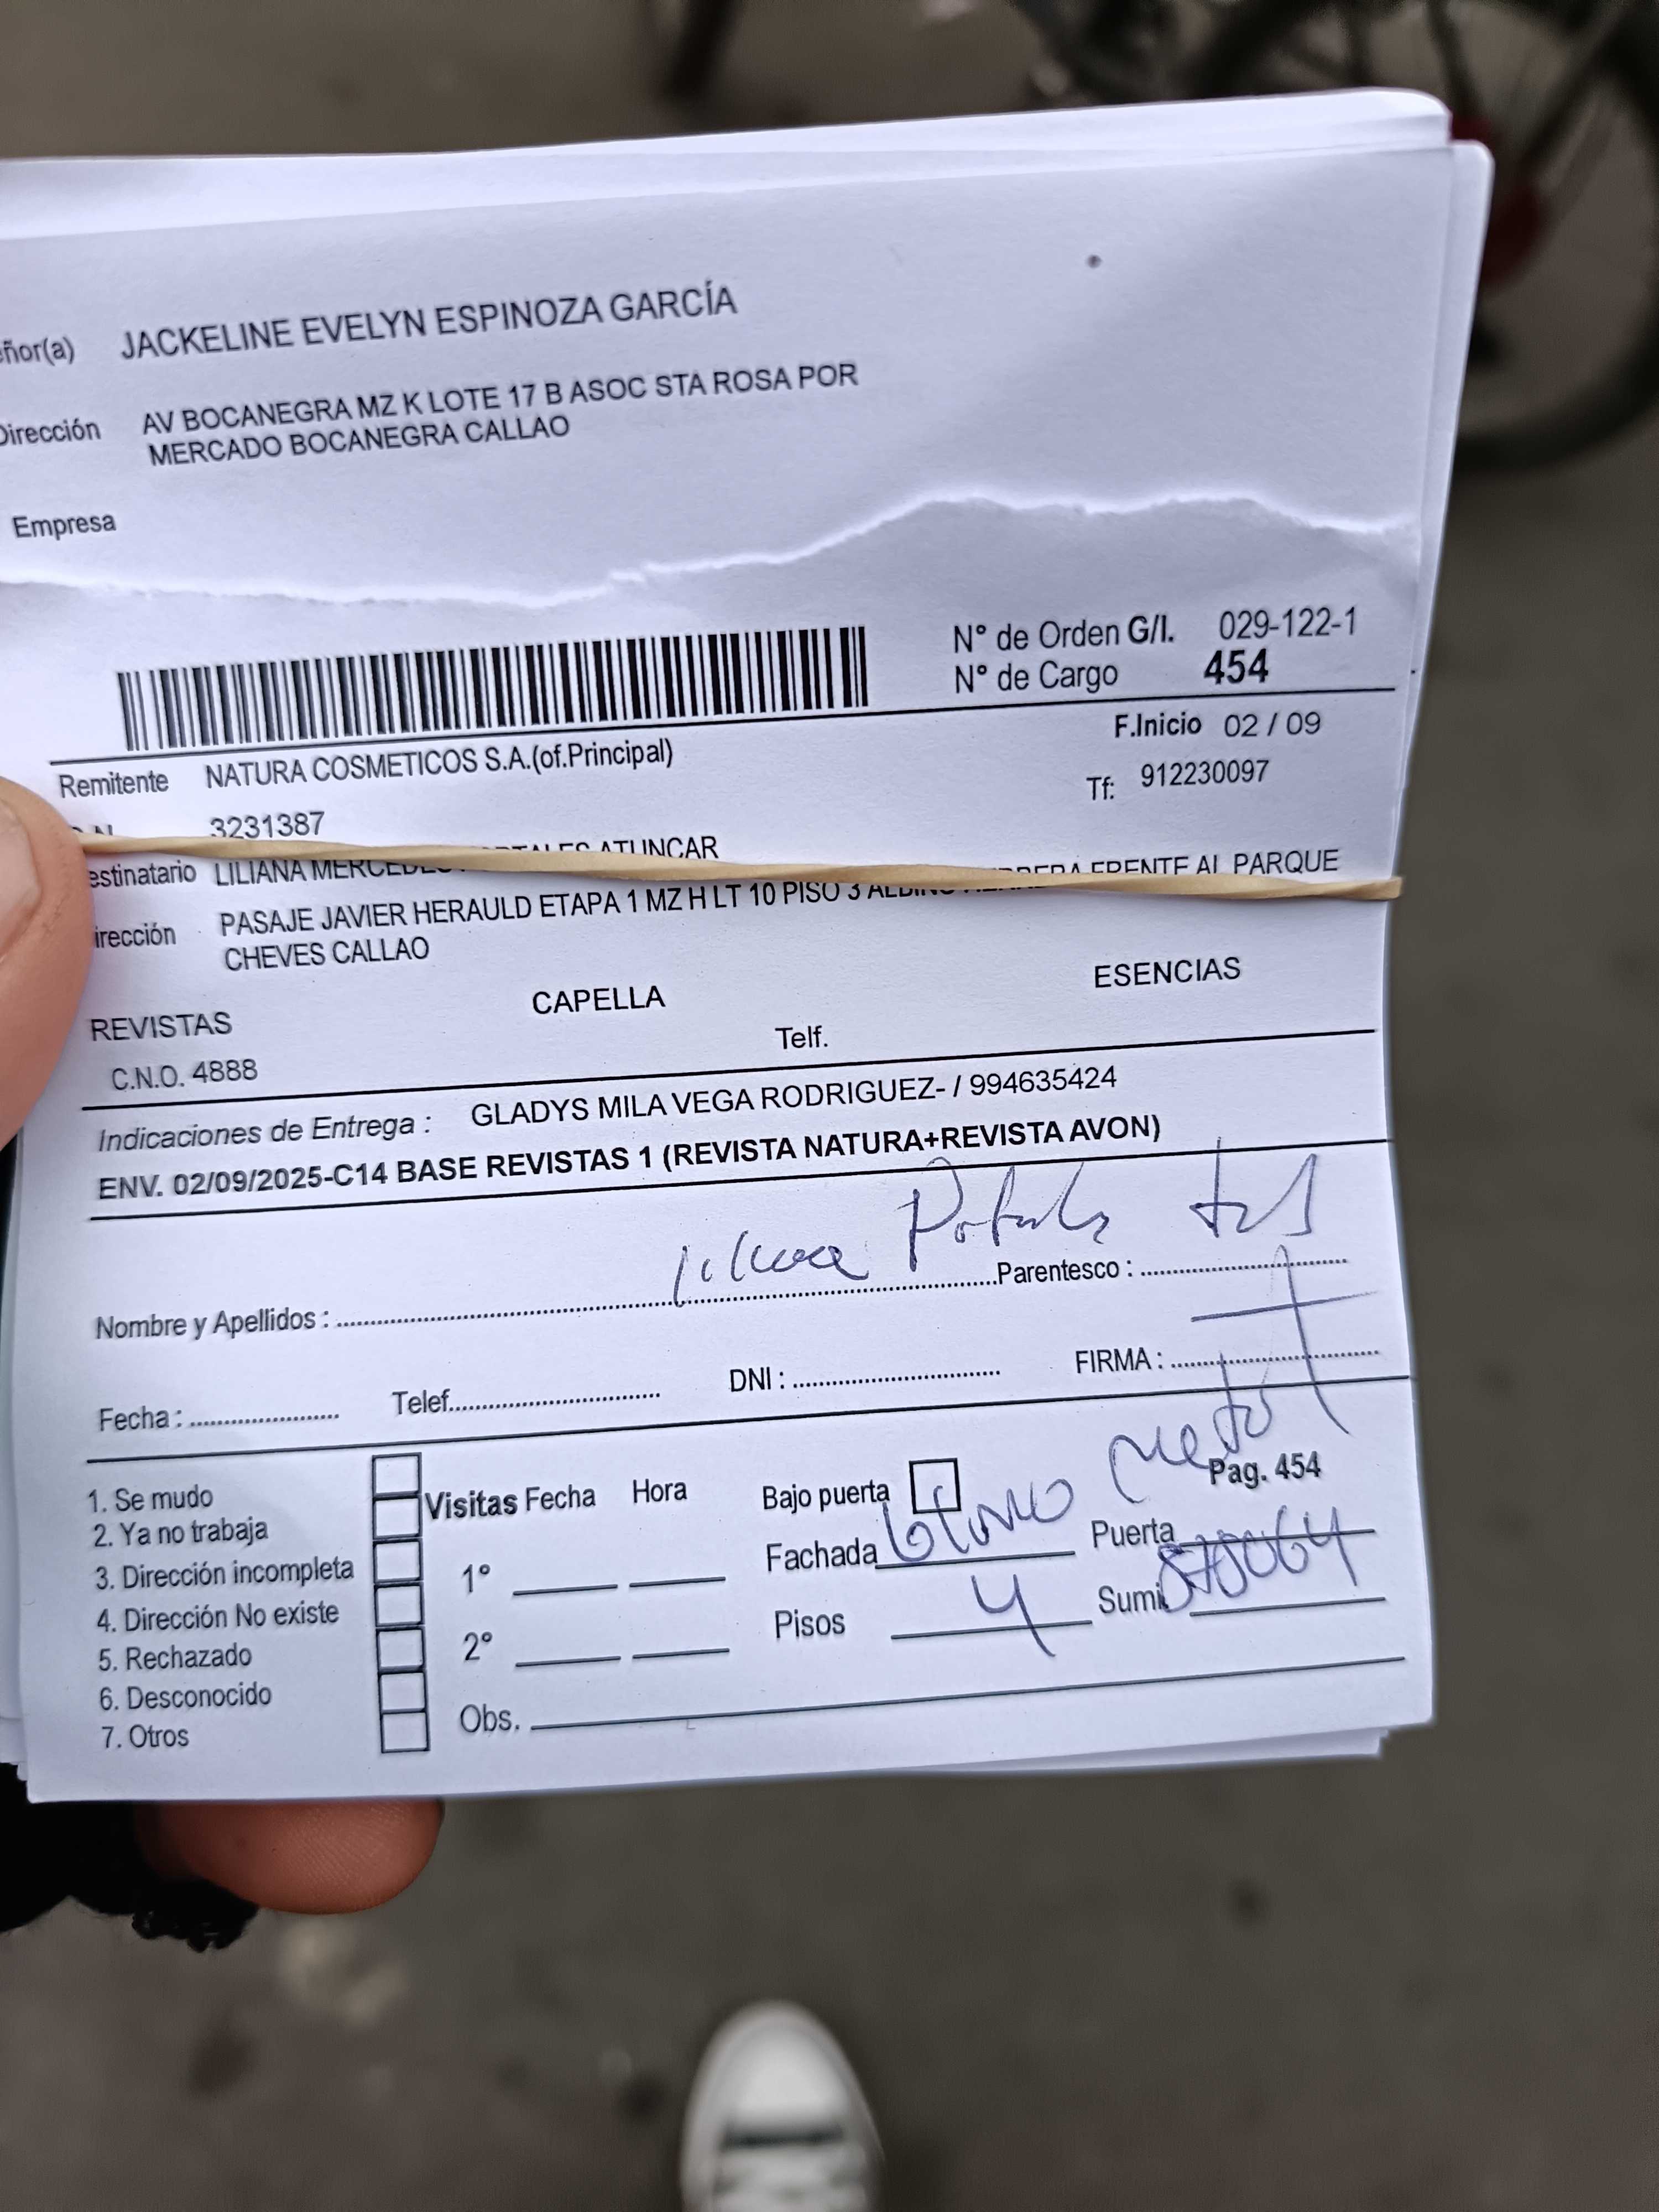 eñor(a) JACKELINE EVELYN ESPINOZA GARCÍA
Dirección AV BOCANEGRA MZ K LOTE 17 B ASOC STA ROSA POR
MERCADO BOCANEGRA CALLAO
Empresa
N° de Orden G/I. 029-122-1
N° de Cargo 454
F.Inicio 02 / 09
Remitente NATURA COSMETICOS S.A.(of.Principal)
Tf: 912230097
3231387
estinatario LILIANA ATUNCAR
irección PASAJE JAVIER HERAULD ETAPA 1 MZ H LT 10 PISO 3 FRENTE AL PARQUE
CHEVES CALLAO
REVISTAS CAPELLA ESENCIAS
C.N.O. 4888 Telf.
Indicaciones de Entrega : GLADYS MILA VEGA RODRIGUEZ- / 994635424
ENV. 02/09/2025-C14 BASE REVISTAS 1 (REVISTA NATURA+REVISTA AVON)
Nombre y Apellidos : Parentesco :
Fecha : Telef. DNI : FIRMA :
Pag. 454
1. Se mudo
2. Ya no trabaja
3. Dirección incompleta
4. Dirección No existe
5. Rechazado
6. Desconocido
7. Otros
Visitas Fecha Hora
1°
2°
Obs.
Bajo puerta
Fachada Puerta
Pisos 4 Sumi